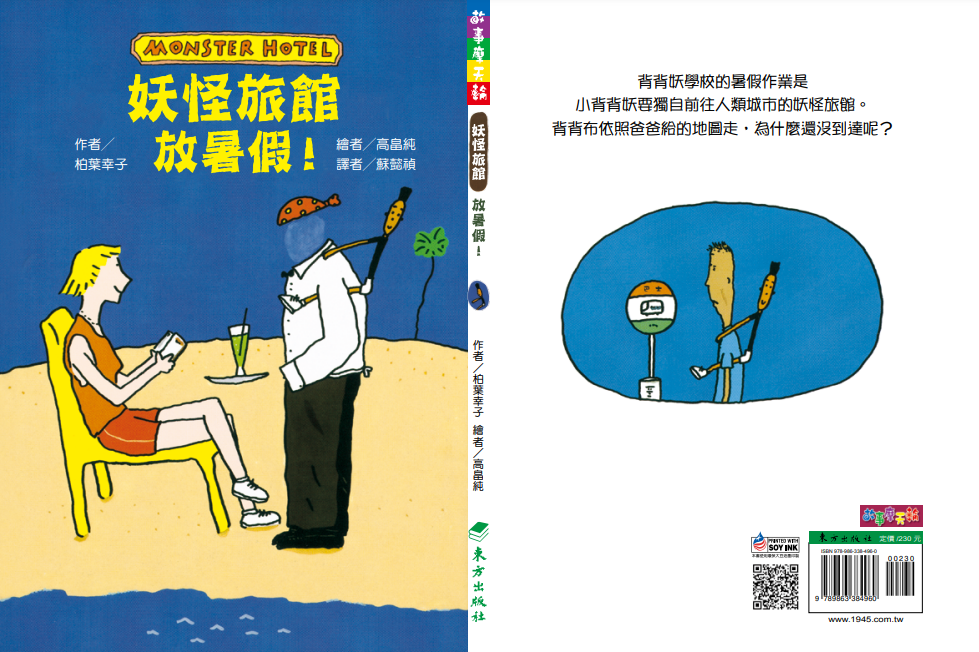 MONSTER HOTEL
妖怪旅館
放暑假！
作者／
柏葉幸子
繪者／高畠純
譯者／蘇懿禎
故事摩天輪
妖怪旅館
放暑假！
作者／柏葉幸子 繪者／高畠純
東方出版社
背背妖學校的暑假作業是
小背背妖要獨自前往人類城市的妖怪旅館。
背背布依照爸爸給的地圖走，為什麼還沒到達呢？
故事摩天輪
PRINTED WITH
SOY INK
東方出版社 定價/230 元
ISBN 978-986-338-496-0
00230
9 789863 384960
www.1945.com.tw